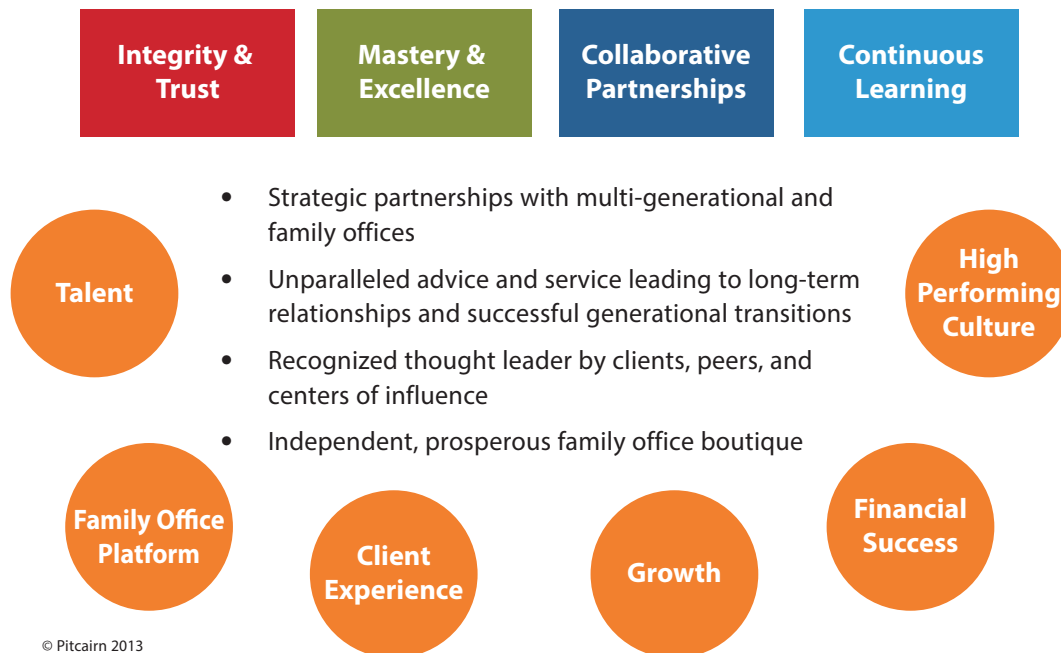 Integrity &
Trust
Mastery &
Excellence
Collaborative
Partnerships
Continuous
Learning
• Strategic partnerships with multi-generational and
family offices
• Unparalleled advice and service leading to long-term
relationships and successful generational transitions
• Recognized thought leader by clients, peers, and
centers of influence
• Independent, prosperous family office boutique
Talent
High
Performing
Culture
Family Office
Platform
Client
Experience
Growth
Financial
Success
© Pitcairn 2013